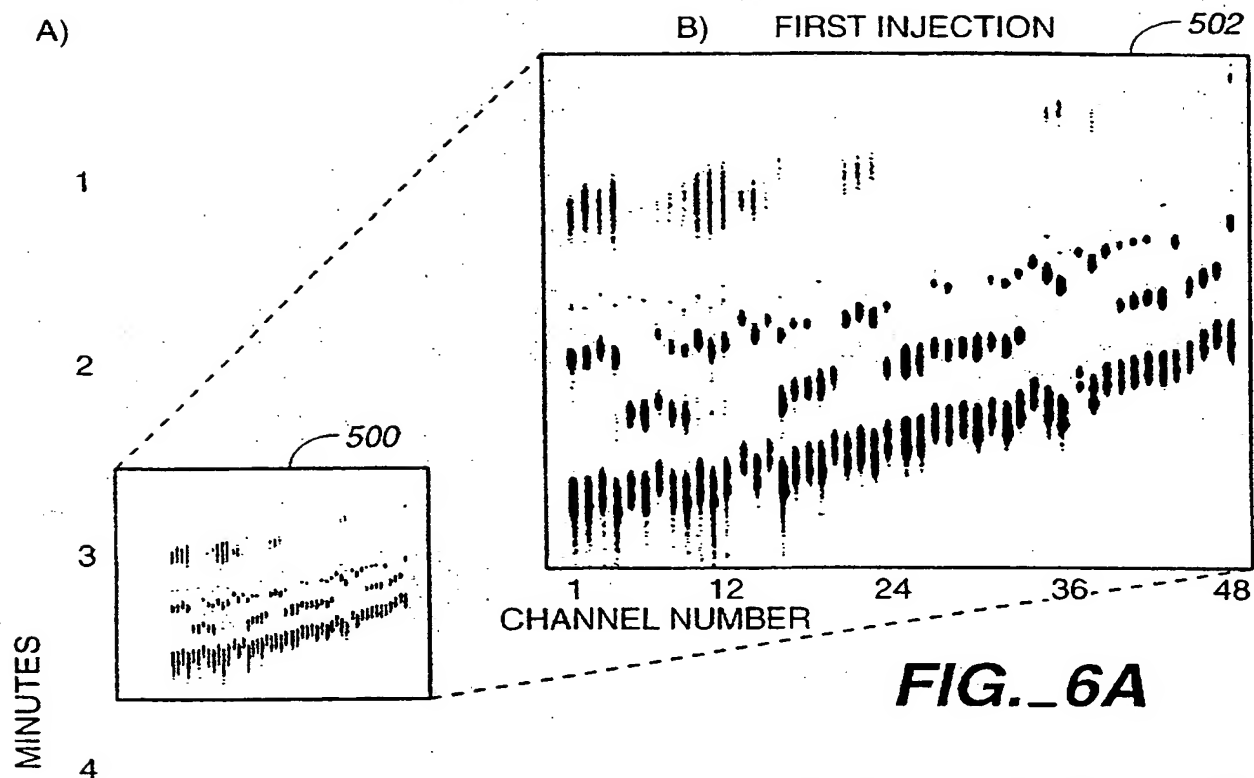 A)
B) FIRST INJECTION
502
1
2
500
3
1 12 24 36 48
CHANNEL NUMBER
MINUTES
FIG._6A
4